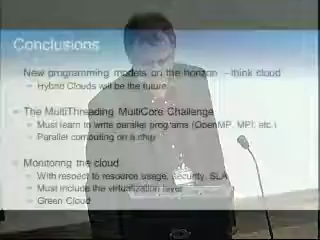 Conclusions
New programming models on the horizon – think cloud
Hybrid Clouds will be the future
The MultiThreading MultiCore Challenge
Must learn to write parallel programs (OpenMP, MPI, etc.)
Parallel computing on a chip
Monitoring the cloud
With respect to resource usage, security, SLA
Must include the virtualization layer
Green Cloud